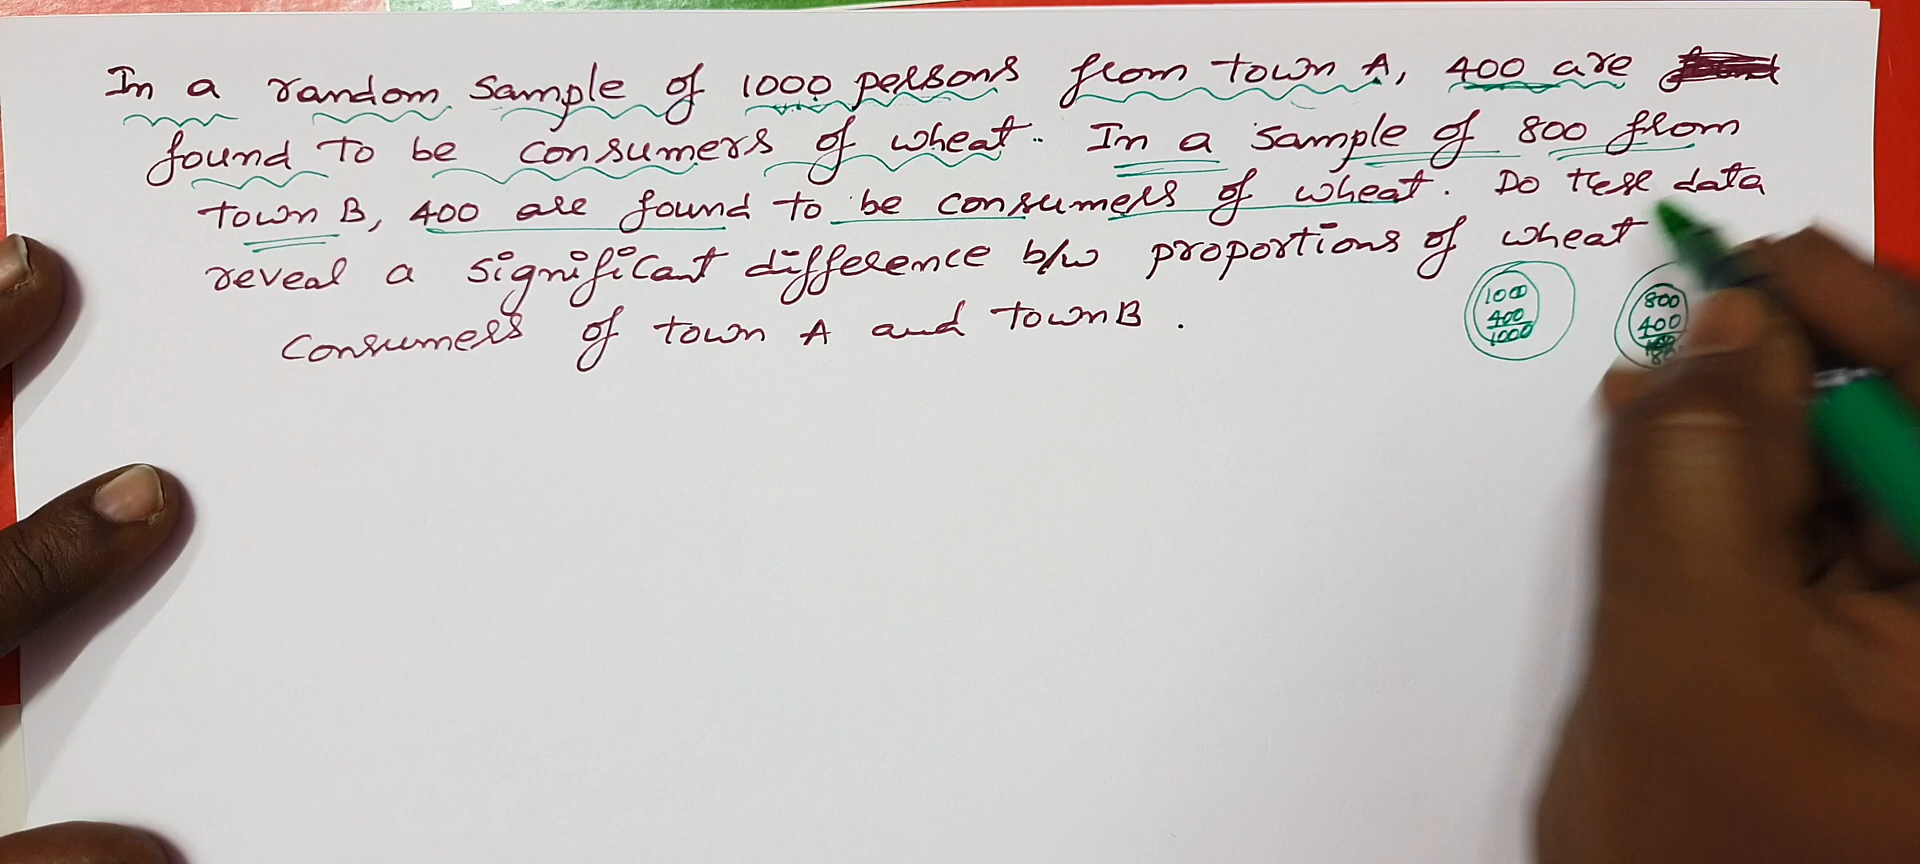 In a random sample of 1000 persons from town A, 400 are
found to be consumers of wheat. In a sample of 800 from
town B, 400 are found to be consumers of wheat. Do these data
reveal a significant difference b/w proportions of wheat
consumers of town A and town B.
1000
400
1000
800
400